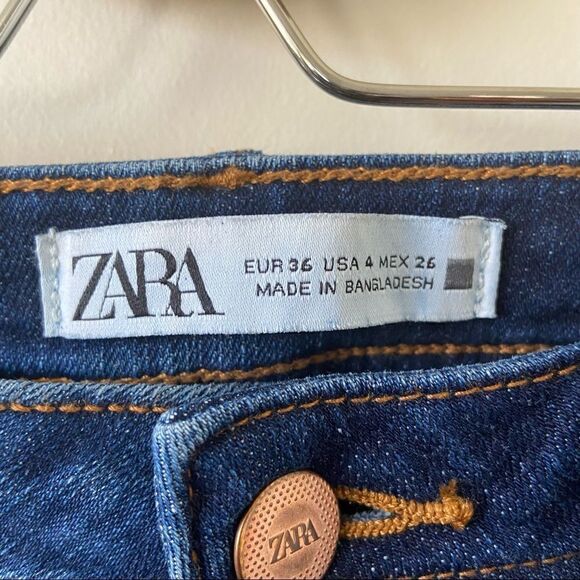 ZARA
EUR 36 USA 4 MEX 26
MADE IN BANGLADESH
ZARA